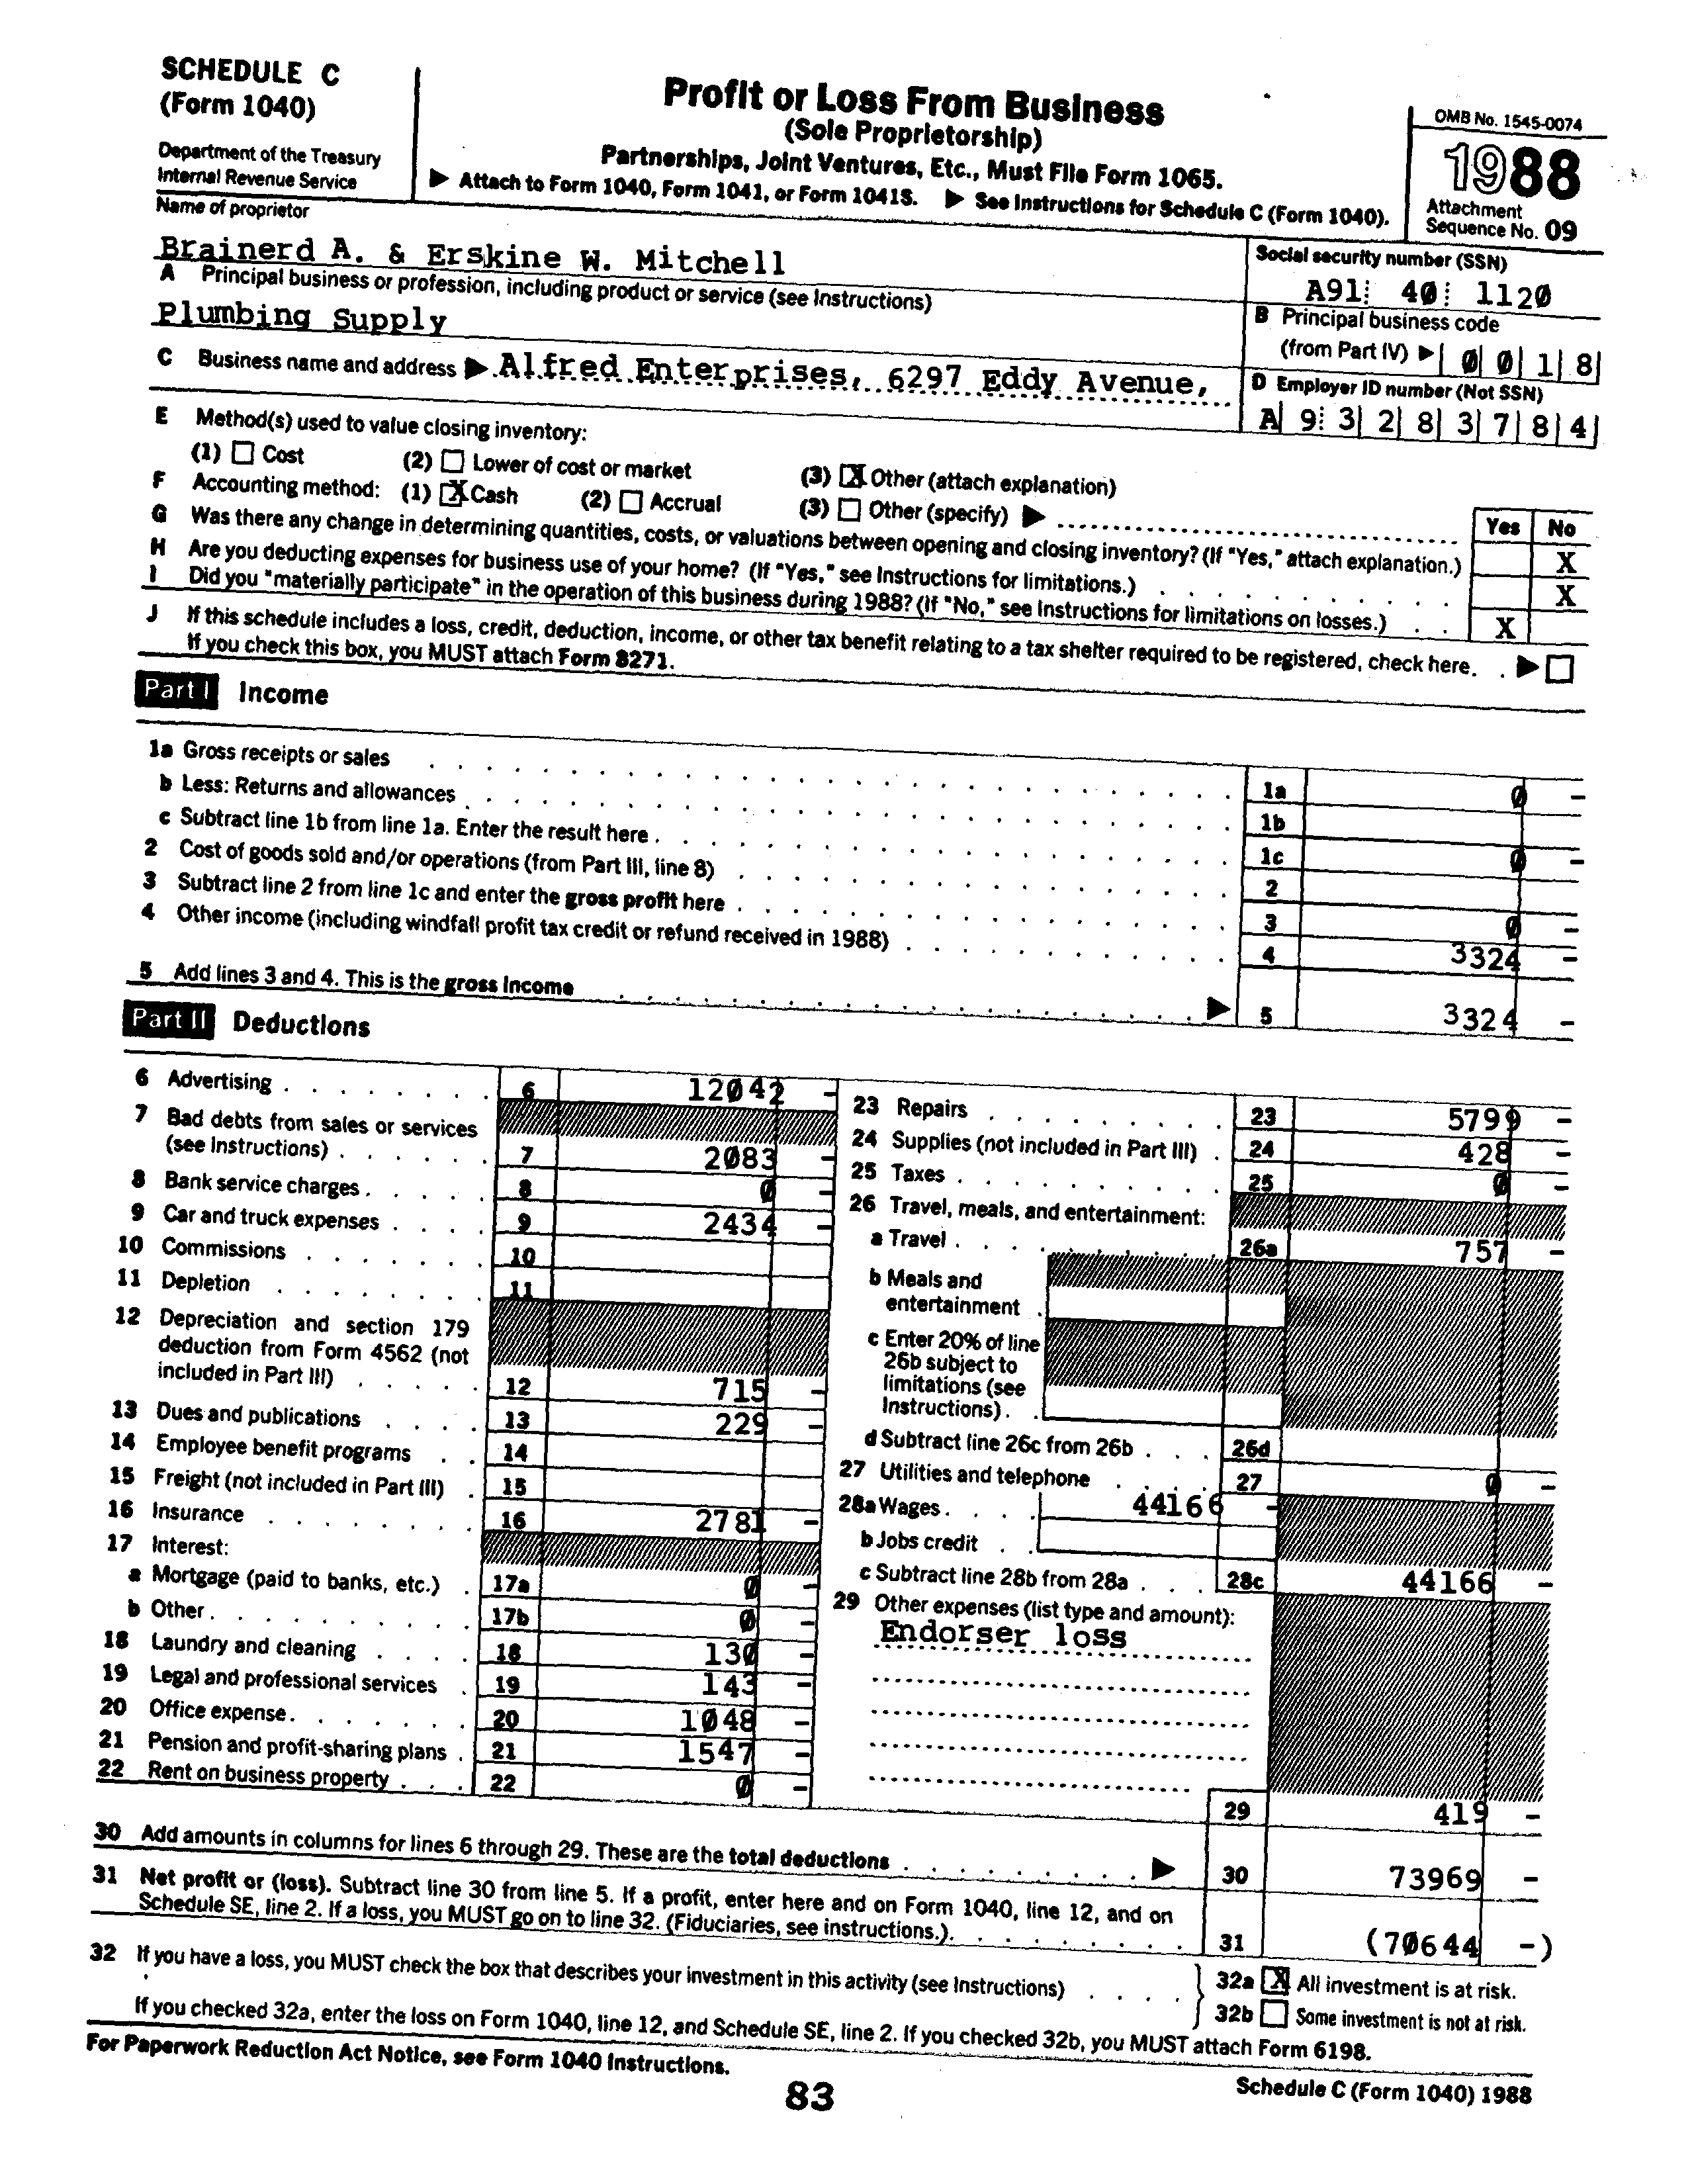 SCHEDULE C
(Form 1040)
Department of the Treasury
Internal Revenue Service
Profit or Loss From Business
(Sole Proprietorship)
Partnerships, Joint Ventures, Etc., Must File Form 1065.
▶ Attach to Form 1040, Form 1041, or Form 1041S. ▶ See Instructions for Schedule C (Form 1040).
OMB No. 1545-0074
1988
Attachment
Sequence No. 09
Name of proprietor
Brainerd A. & Erskine W. Mitchell
Social security number (SSN)
A91 40 1120
A Principal business or profession, including product or service (see Instructions)
Plumbing Supply
B Principal business code
(from Part IV) ▶ 0 0 1 8
C Business name and address ▶ Alfred Enterprises, 6297 Eddy Avenue,
D Employer ID number (Not SSN)
A 9 3 2 8 3 7 8 4
E Method(s) used to value closing inventory:
(1) Cost (2) Lower of cost or market (3) X Other (attach explanation)
F Accounting method: (1) X Cash (2) Accrual (3) Other (specify) ▶
Yes No
G Was there any change in determining quantities, costs, or valuations between opening and closing inventory? (If "Yes," attach explanation.) X
H Are you deducting expenses for business use of your home? (If "Yes," see Instructions for limitations.) X
I Did you "materially participate" in the operation of this business during 1988? (If "No," see Instructions for limitations on losses.) X
J If this schedule includes a loss, credit, deduction, income, or other tax benefit relating to a tax shelter required to be registered, check here. ▶
If you check this box, you MUST attach Form 8271.
Part I Income
1a Gross receipts or sales 1a 0 –
b Less: Returns and allowances 1b
c Subtract line 1b from line 1a. Enter the result here 1c 0 –
2 Cost of goods sold and/or operations (from Part III, line 8) 2
3 Subtract line 2 from line 1c and enter the gross profit here 3 0 –
4 Other income (including windfall profit tax credit or refund received in 1988) 4 3324 –
5 Add lines 3 and 4. This is the gross income ▶ 5 3324 –
Part II Deductions
6 Advertising 6 12042 –
7 Bad debts from sales or services
(see Instructions) 7 2083 –
8 Bank service charges 8 0 –
9 Car and truck expenses 9 2434 –
10 Commissions 10
11 Depletion 11
12 Depreciation and section 179
deduction from Form 4562 (not
included in Part III) 12 715 –
13 Dues and publications 13 229 –
14 Employee benefit programs 14
15 Freight (not included in Part III) 15
16 Insurance 16 2781 –
17 Interest:
a Mortgage (paid to banks, etc.) 17a 0 –
b Other 17b 0 –
18 Laundry and cleaning 18 130 –
19 Legal and professional services 19 143 –
20 Office expense 20 1048 –
21 Pension and profit-sharing plans 21 1547 –
22 Rent on business property 22 0 –
23 Repairs 23 5799 –
24 Supplies (not included in Part III) 24 428 –
25 Taxes 25 0 –
26 Travel, meals, and entertainment:
a Travel 26a 757 –
b Meals and
entertainment
c Enter 20% of line
26b subject to
limitations (see
Instructions)
d Subtract line 26c from 26b 26d
27 Utilities and telephone 27 0 –
28a Wages 44166 –
b Jobs credit
c Subtract line 28b from 28a 28c 44166 –
29 Other expenses (list type and amount):
Endorser loss
29 419 –
30 Add amounts in columns for lines 6 through 29. These are the total deductions ▶ 30 73969 –
31 Net profit or (loss). Subtract line 30 from line 5. If a profit, enter here and on Form 1040, line 12, and on
Schedule SE, line 2. If a loss, you MUST go on to line 32. (Fiduciaries, see instructions.) 31 (70644 –)
32 If you have a loss, you MUST check the box that describes your investment in this activity (see Instructions)
32a X All investment is at risk.
32b Some investment is not at risk.
If you checked 32a, enter the loss on Form 1040, line 12, and Schedule SE, line 2. If you checked 32b, you MUST attach Form 6198.
For Paperwork Reduction Act Notice, see Form 1040 Instructions.
Schedule C (Form 1040) 1988
83